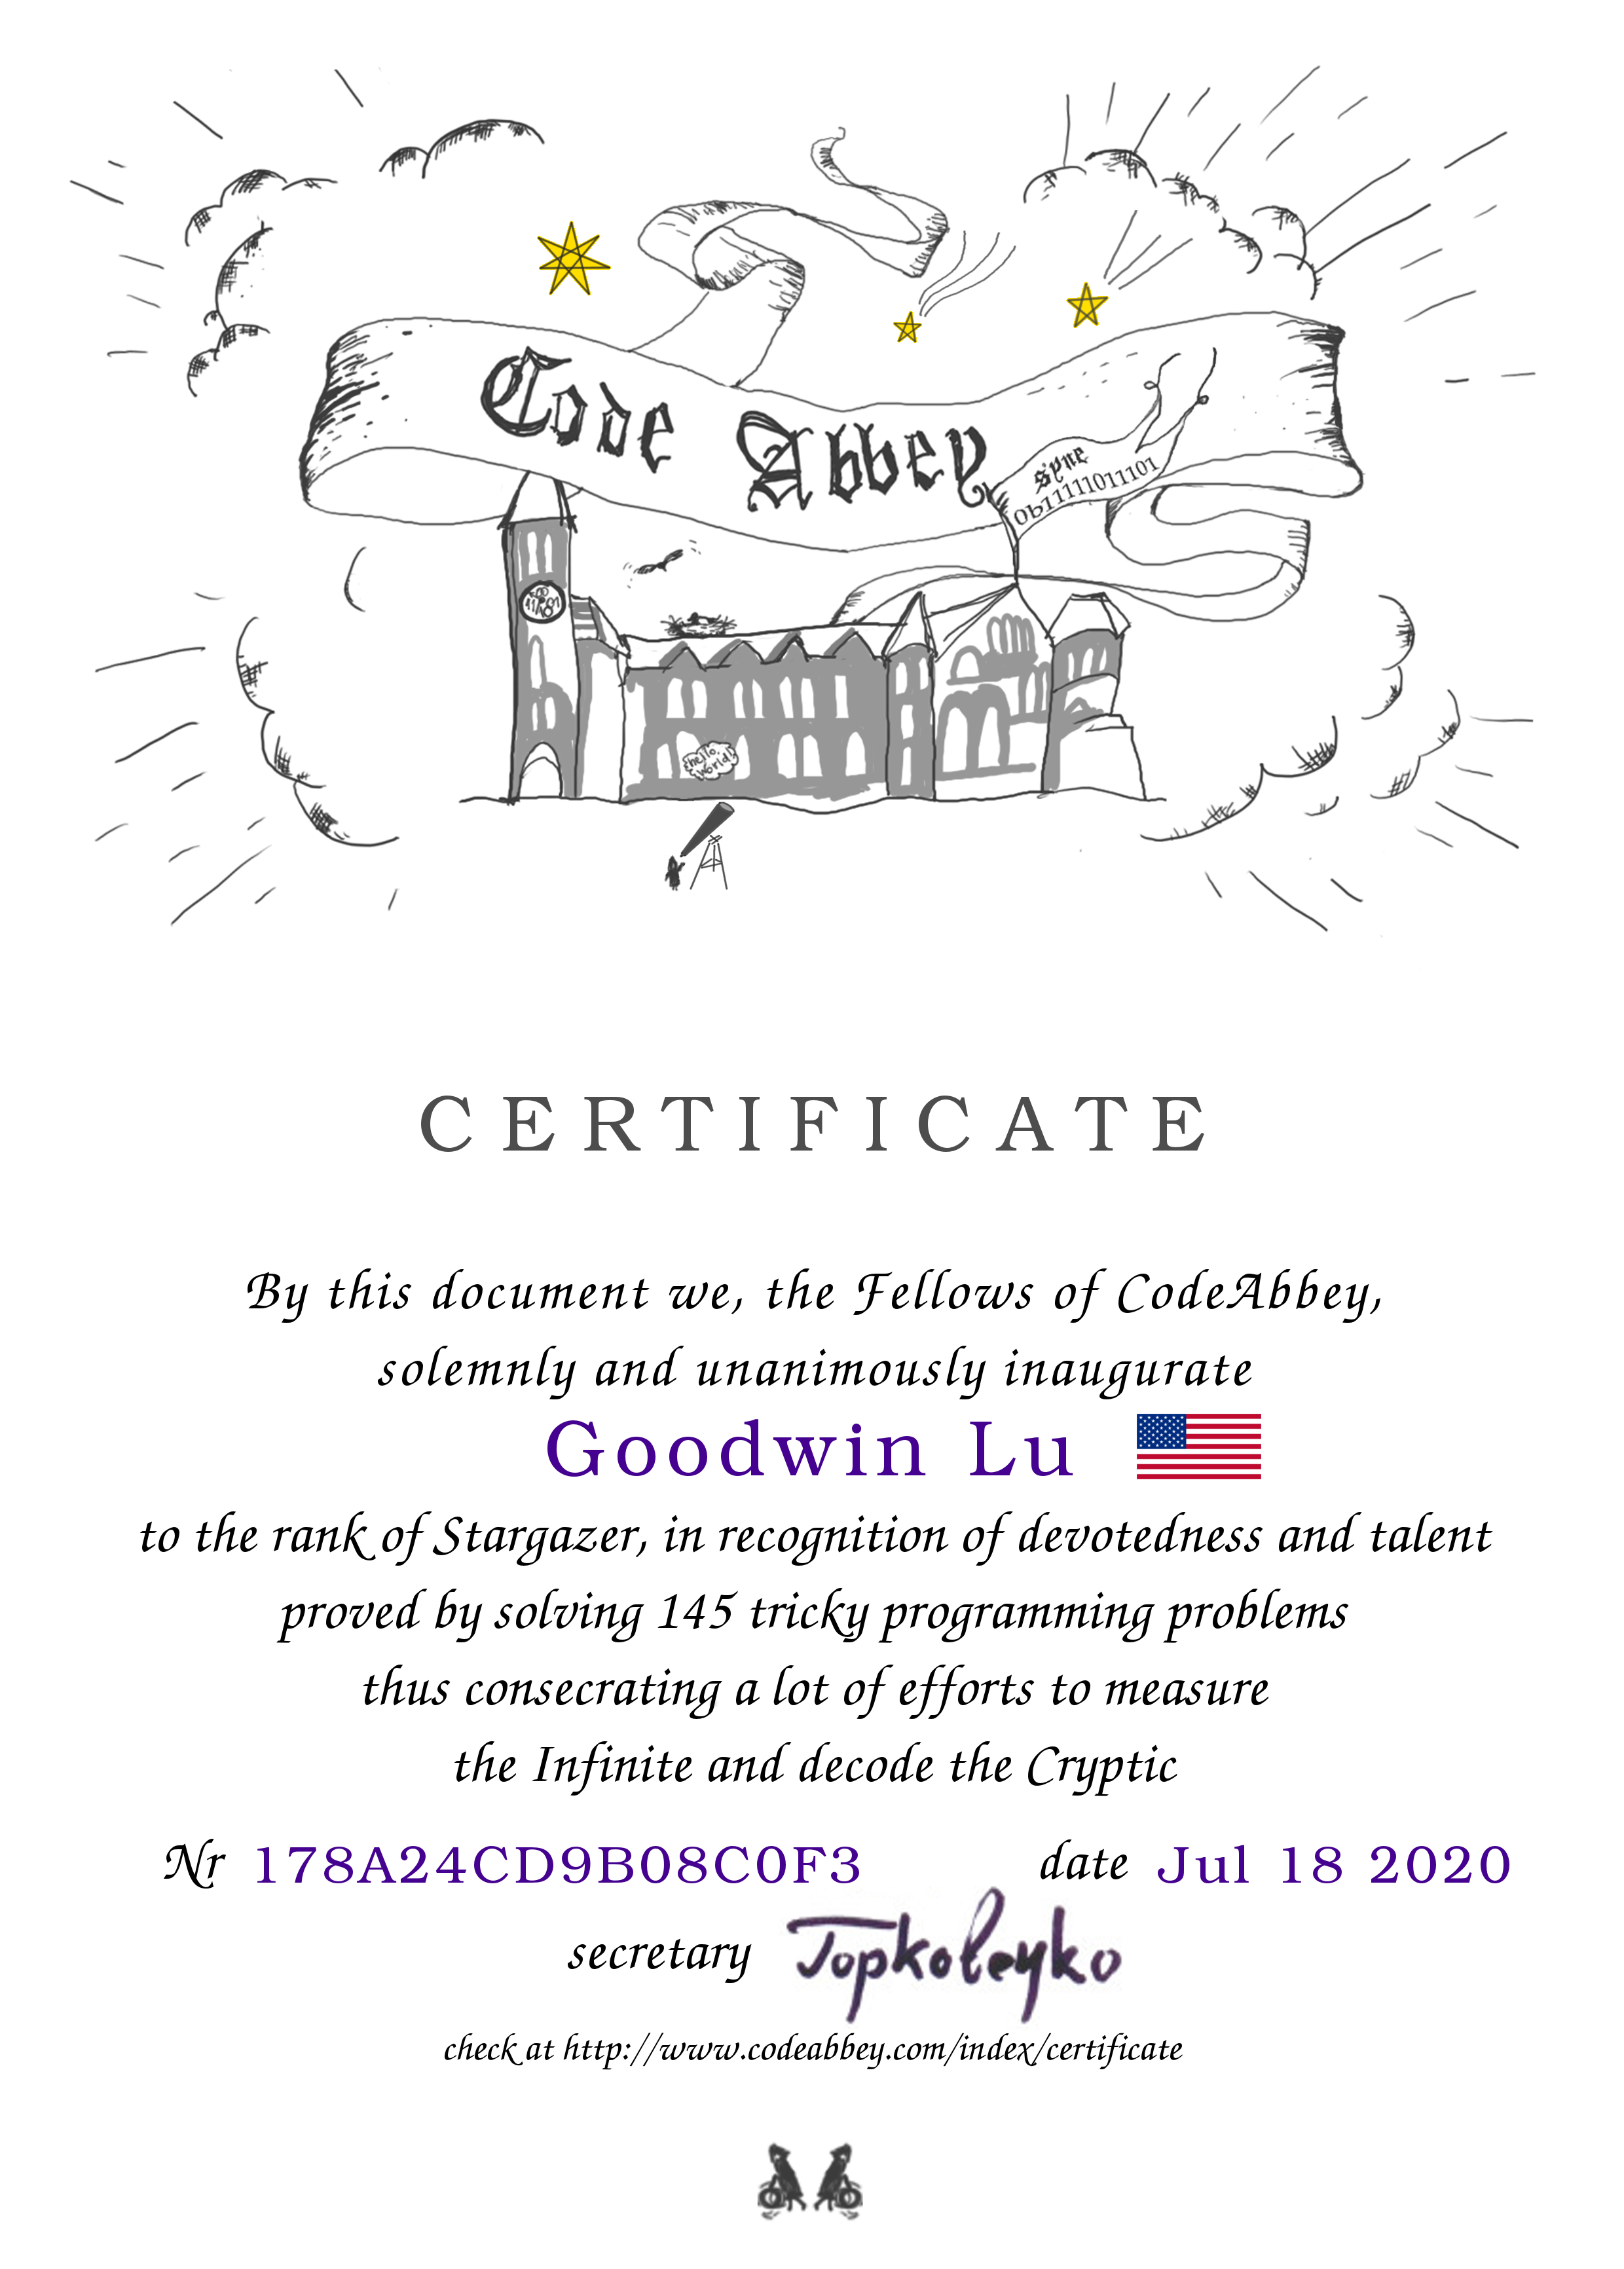 Code Abbey
syne
0b11111011101
hello,
world!
CERTIFICATE
By this document we, the Fellows of CodeAbbey,
solemnly and unanimously inaugurate
Goodwin Lu
to the rank of Stargazer, in recognition of devotedness and talent
proved by solving 145 tricky programming problems
thus consecrating a lot of efforts to measure
the Infinite and decode the Cryptic
Nr 178A24CD9B08C0F3 date Jul 18 2020
secretary Topkoleyko
check at http://www.codeabbey.com/index/certificate